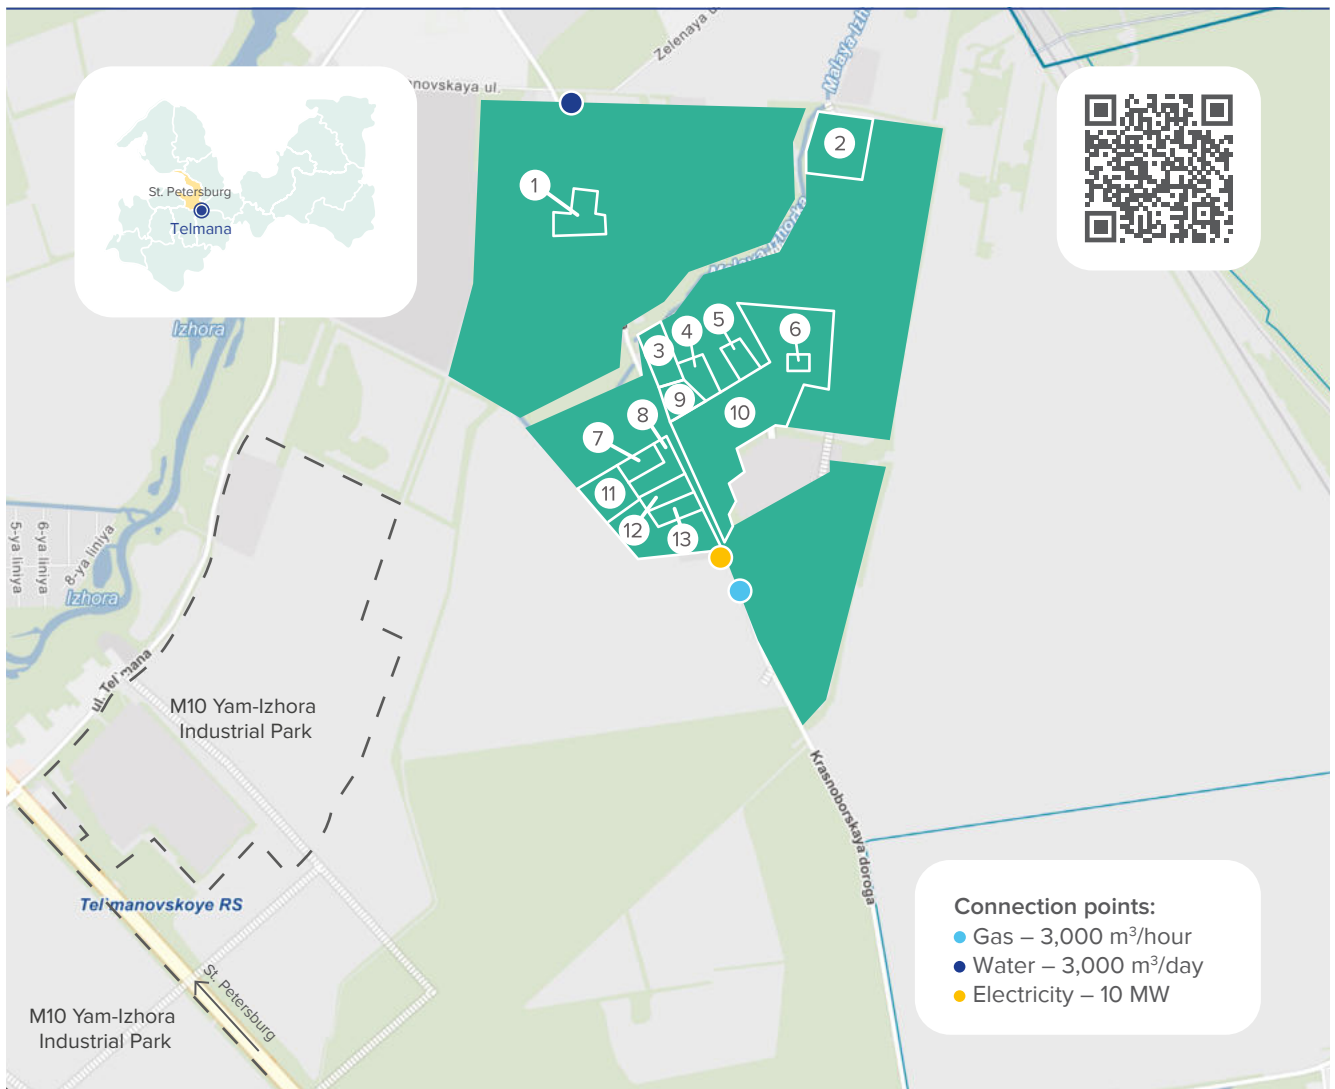 Zelenaya u
novskaya ul.
Malaya-Izh
St. Petersburg
Telmana
1
2
Malaya-Izhorka
Izhora
3
4
5
6
7
8
9
10
11
12
13
5-ya liniya
6-ya liniya
8-ya liniya
Izhora
ul. Tel'mana
M10 Yam-Izhora
Industrial Park
Krasnoborskaya doroga
Tel'manovskoye RS
St. Petersburg
M10 Yam-Izhora
Industrial Park
Connection points:
Gas – 3,000 m³/hour
Water – 3,000 m³/day
Electricity – 10 MW